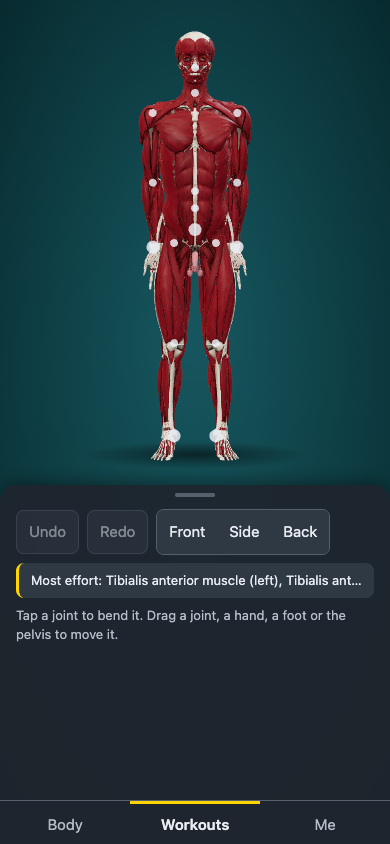 Undo
Redo
Front
Side
Back
Most effort: Tibialis anterior muscle (left), Tibialis ant...
Tap a joint to bend it. Drag a joint, a hand, a foot or the
pelvis to move it.
Body
Workouts
Me